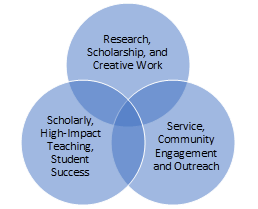 Research,
Scholarship, and
Creative Work
Scholarly,
High-Impact
Teaching,
Student
Success
Service,
Community
Engagement
and Outreach